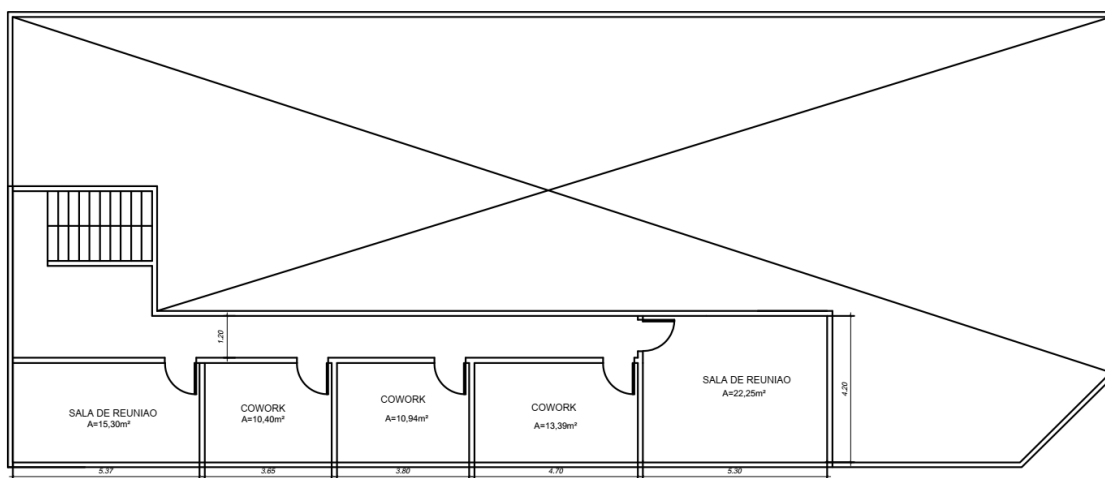 1.20
SALA DE REUNIAO
A=22,25m²
4.20
SALA DE REUNIAO
A=15,30m²
COWORK
A=10,40m²
COWORK
A=10,94m²
COWORK
A=13,39m²
5.37
3.65
3.80
4.70
5.30